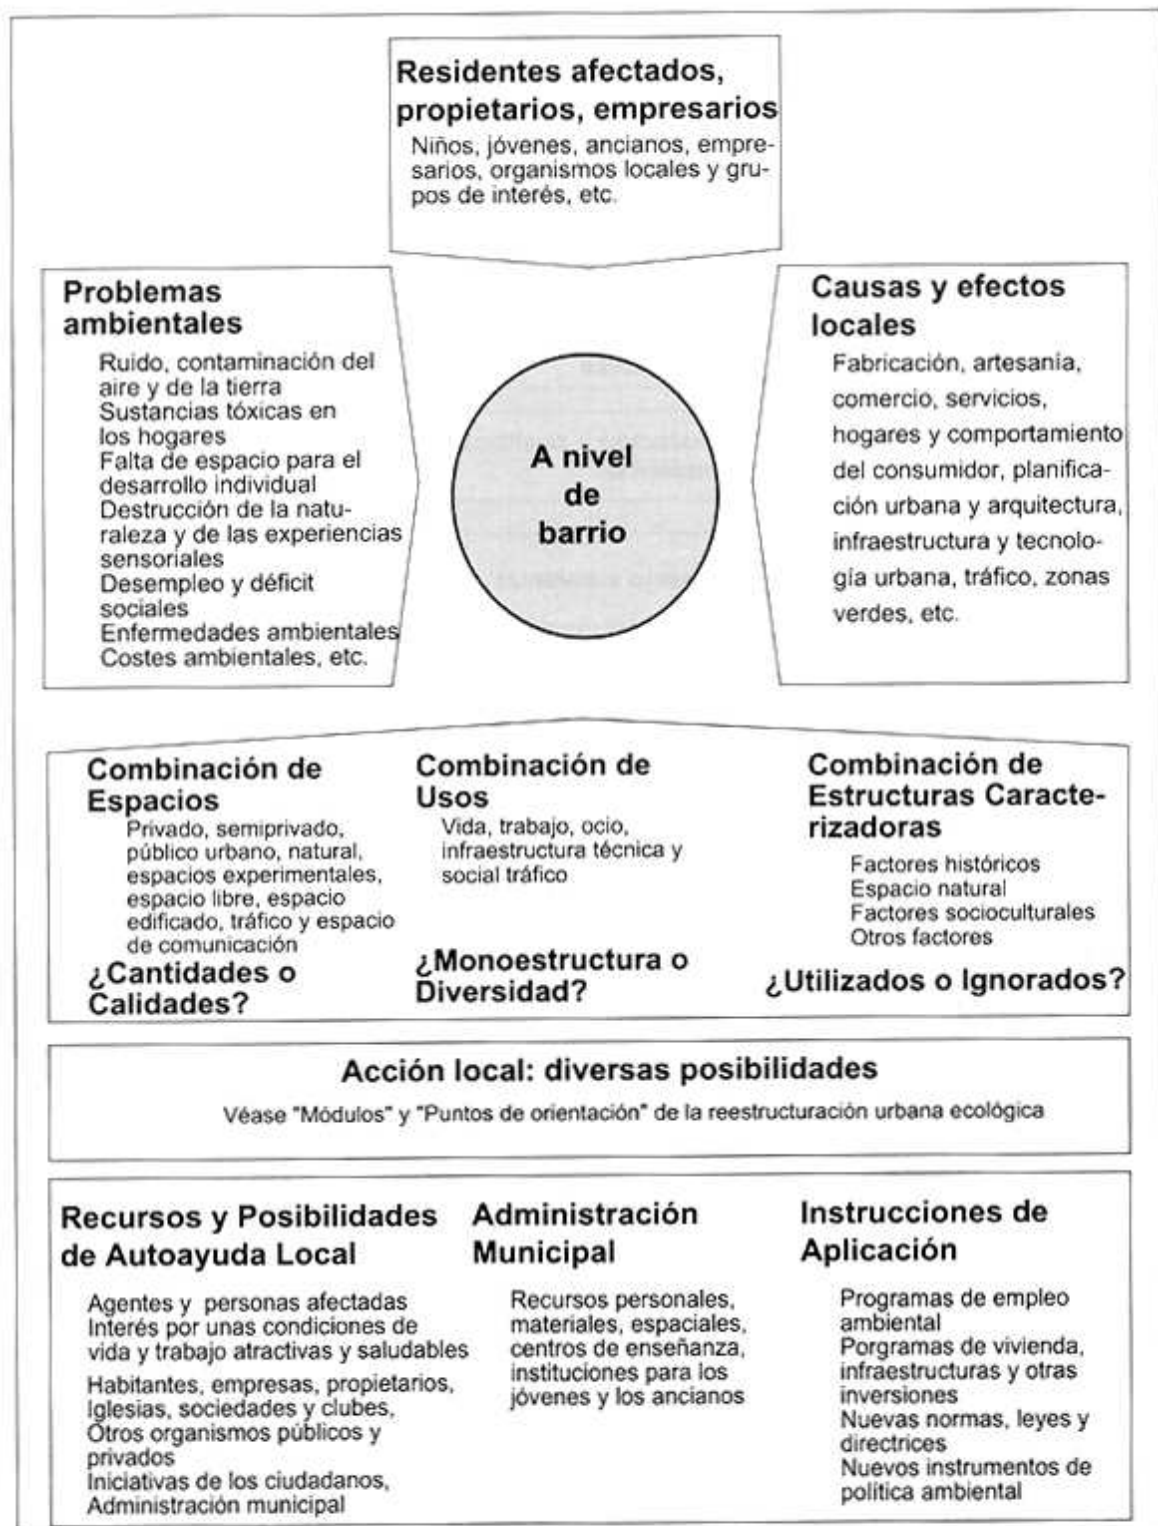 Residentes afectados,
propietarios, empresarios
Niños, jóvenes, ancianos, empre-
sarios, organismos locales y gru-
pos de interés, etc.
Problemas
ambientales
Ruido, contaminación del
aire y de la tierra
Sustancias tóxicas en
los hogares
Falta de espacio para el
desarrollo individual
Destrucción de la natu-
raleza y de las experiencias
sensoriales
Desempleo y déficit
sociales
Enfermedades ambientales
Costes ambientales, etc.
A nivel
de
barrio
Causas y efectos
locales
Fabricación, artesanía,
comercio, servicios,
hogares y comportamiento
del consumidor, planifica-
ción urbana y arquitectura,
infraestructura y tecnolo-
gía urbana, tráfico, zonas
verdes, etc.
Combinación de
Espacios
Privado, semiprivado,
público urbano, natural,
espacios experimentales,
espacio libre, espacio
edificado, tráfico y espacio
de comunicación
¿Cantidades o
Calidades?
Combinación de
Usos
Vida, trabajo, ocio,
infraestructura técnica y
social tráfico
¿Monoestructura o
Diversidad?
Combinación de
Estructuras Caracte-
rizadoras
Factores históricos
Espacio natural
Factores socioculturales
Otros factores
¿Utilizados o Ignorados?
Acción local: diversas posibilidades
Véase "Módulos" y "Puntos de orientación" de la reestructuración urbana ecológica
Recursos y Posibilidades
de Autoayuda Local
Agentes y personas afectadas
Interés por unas condiciones de
vida y trabajo atractivas y saludables
Habitantes, empresas, propietarios,
Iglesias, sociedades y clubes,
Otros organismos públicos y
privados
Iniciativas de los ciudadanos,
Administración municipal
Administración
Municipal
Recursos personales,
materiales, espaciales,
centros de enseñanza,
instituciones para los
jóvenes y los ancianos
Instrucciones de
Aplicación
Programas de empleo
ambiental
Porgramas de vivienda,
infraestructuras y otras
inversiones
Nuevas normas, leyes y
directrices
Nuevos instrumentos de
política ambiental